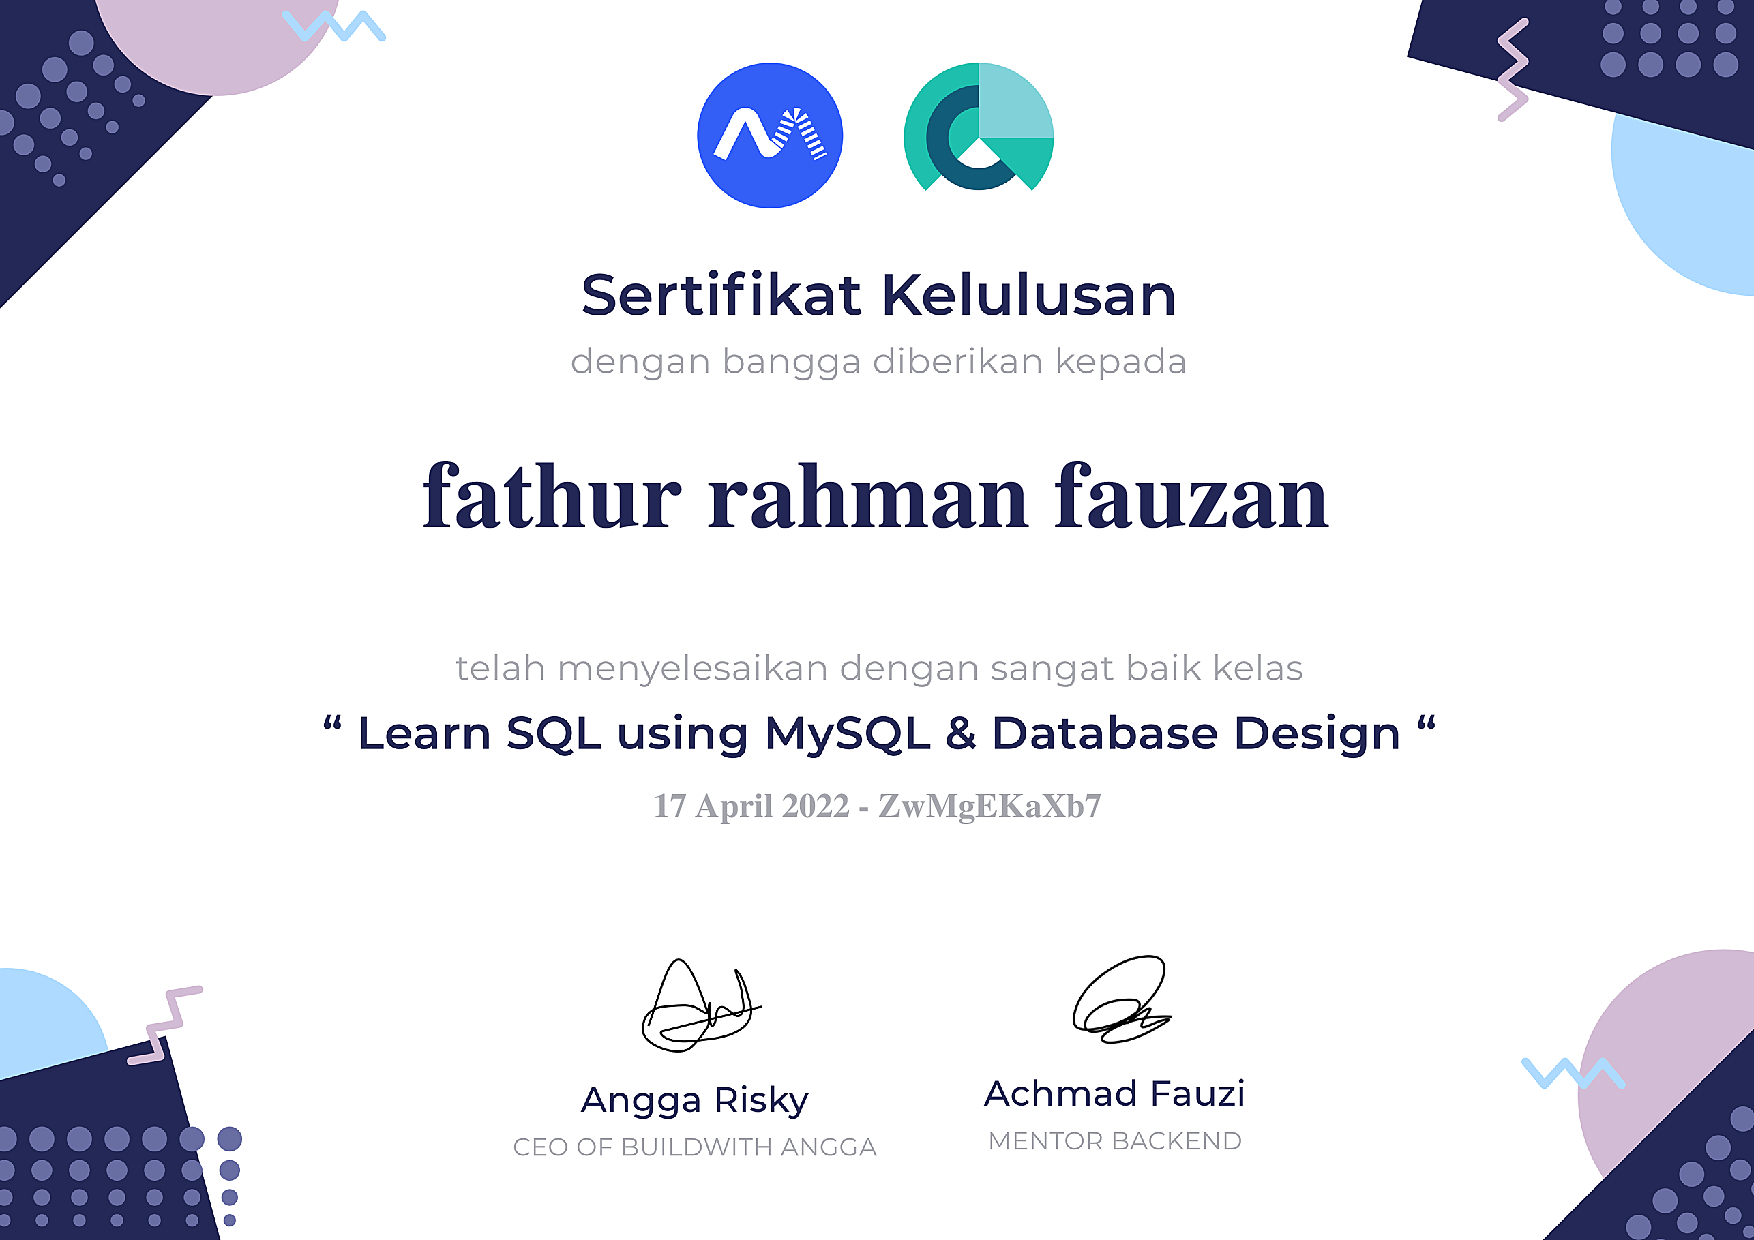 Sertifikat Kelulusan
dengan bangga diberikan kepada
fathur rahman fauzan
telah menyelesaikan dengan sangat baik kelas
“ Learn SQL using MySQL & Database Design “
17 April 2022 - ZwMgEKaXb7
Angga Risky
CEO OF BUILDWITH ANGGA
Achmad Fauzi
MENTOR BACKEND